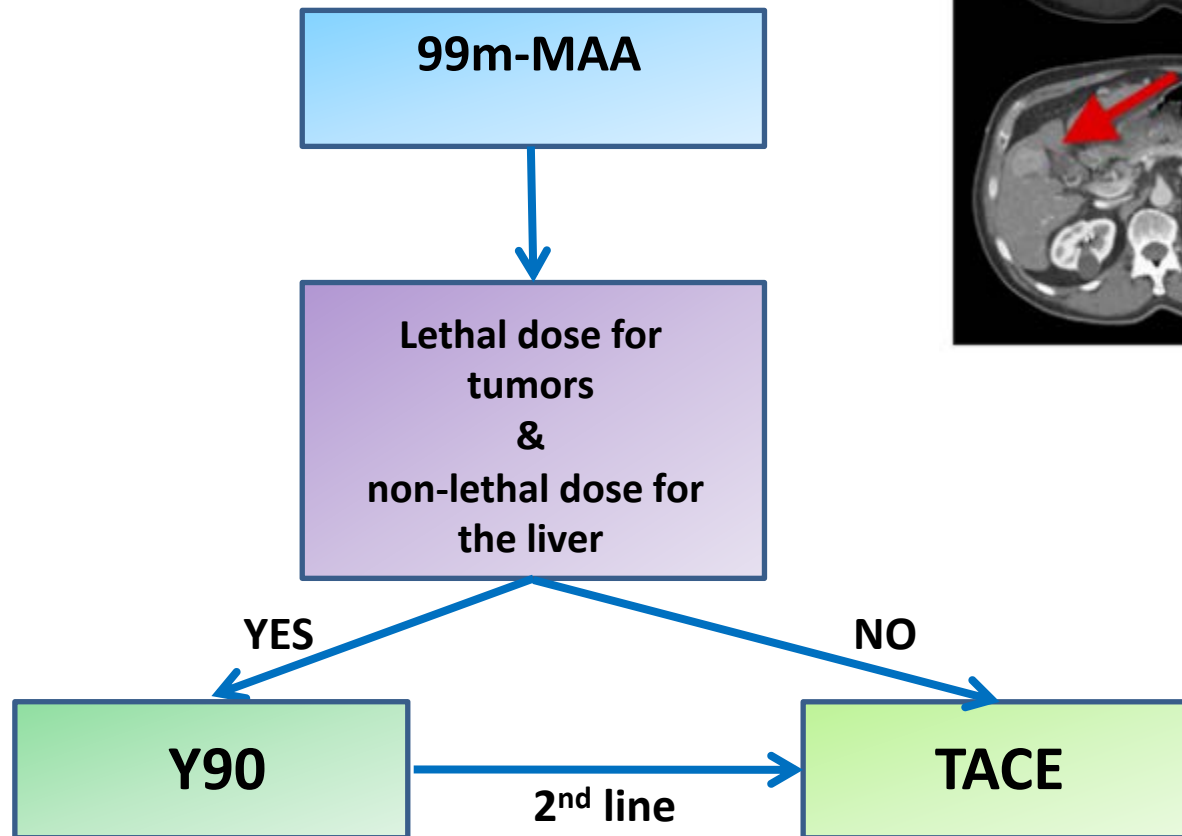 99m-MAA
Lethal dose for
tumors
&
non-lethal dose for
the liver
YES
NO
Y90
2nd line
TACE